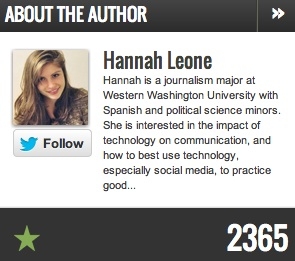 ABOUT THE AUTHOR »
Hannah Leone
Hannah is a journalism major at
Western Washington University with
Spanish and political science minors.
She is interested in the impact of
technology on communication, and
how to best use technology,
especially social media, to practice
good...
Follow
2365